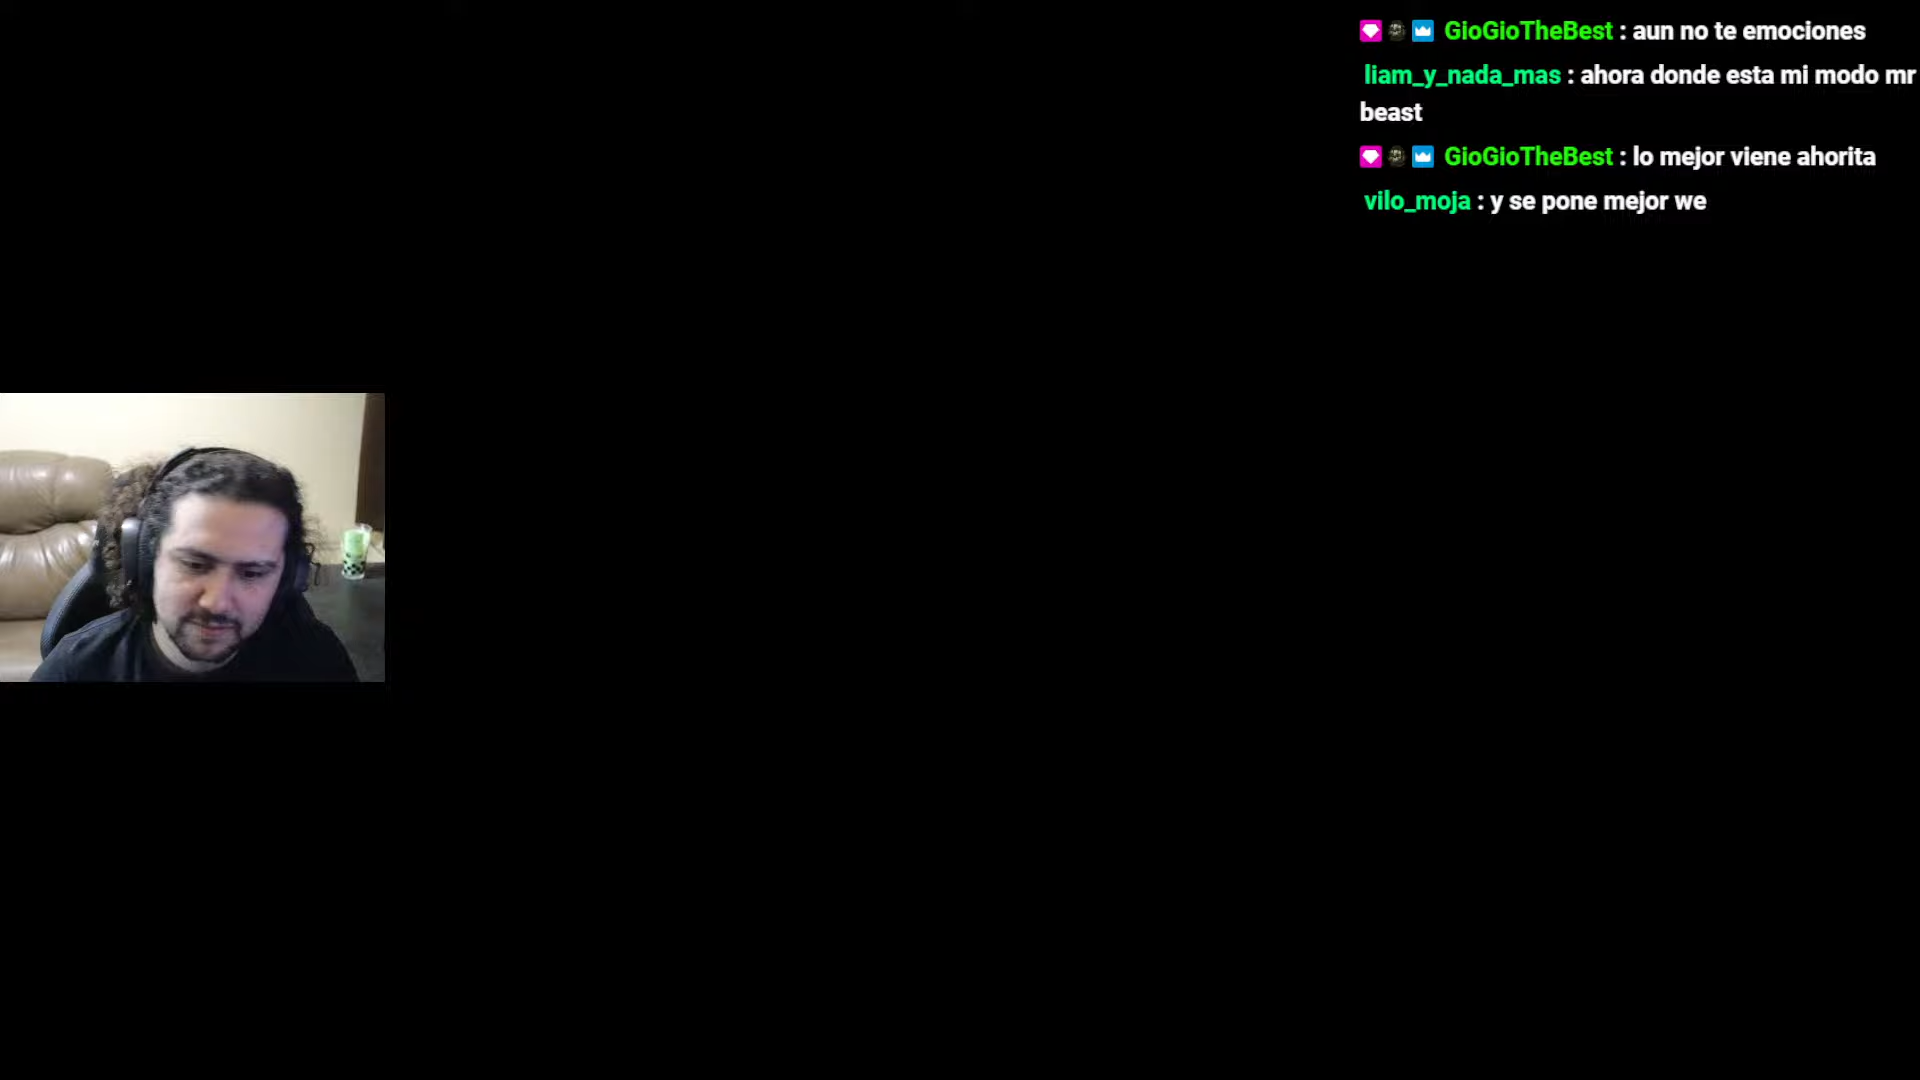 GioGioTheBest : aun no te emociones
liam_y_nada_mas : ahora donde esta mi modo mr
beast
GioGioTheBest : lo mejor viene ahorita
vilo_moja : y se pone mejor we